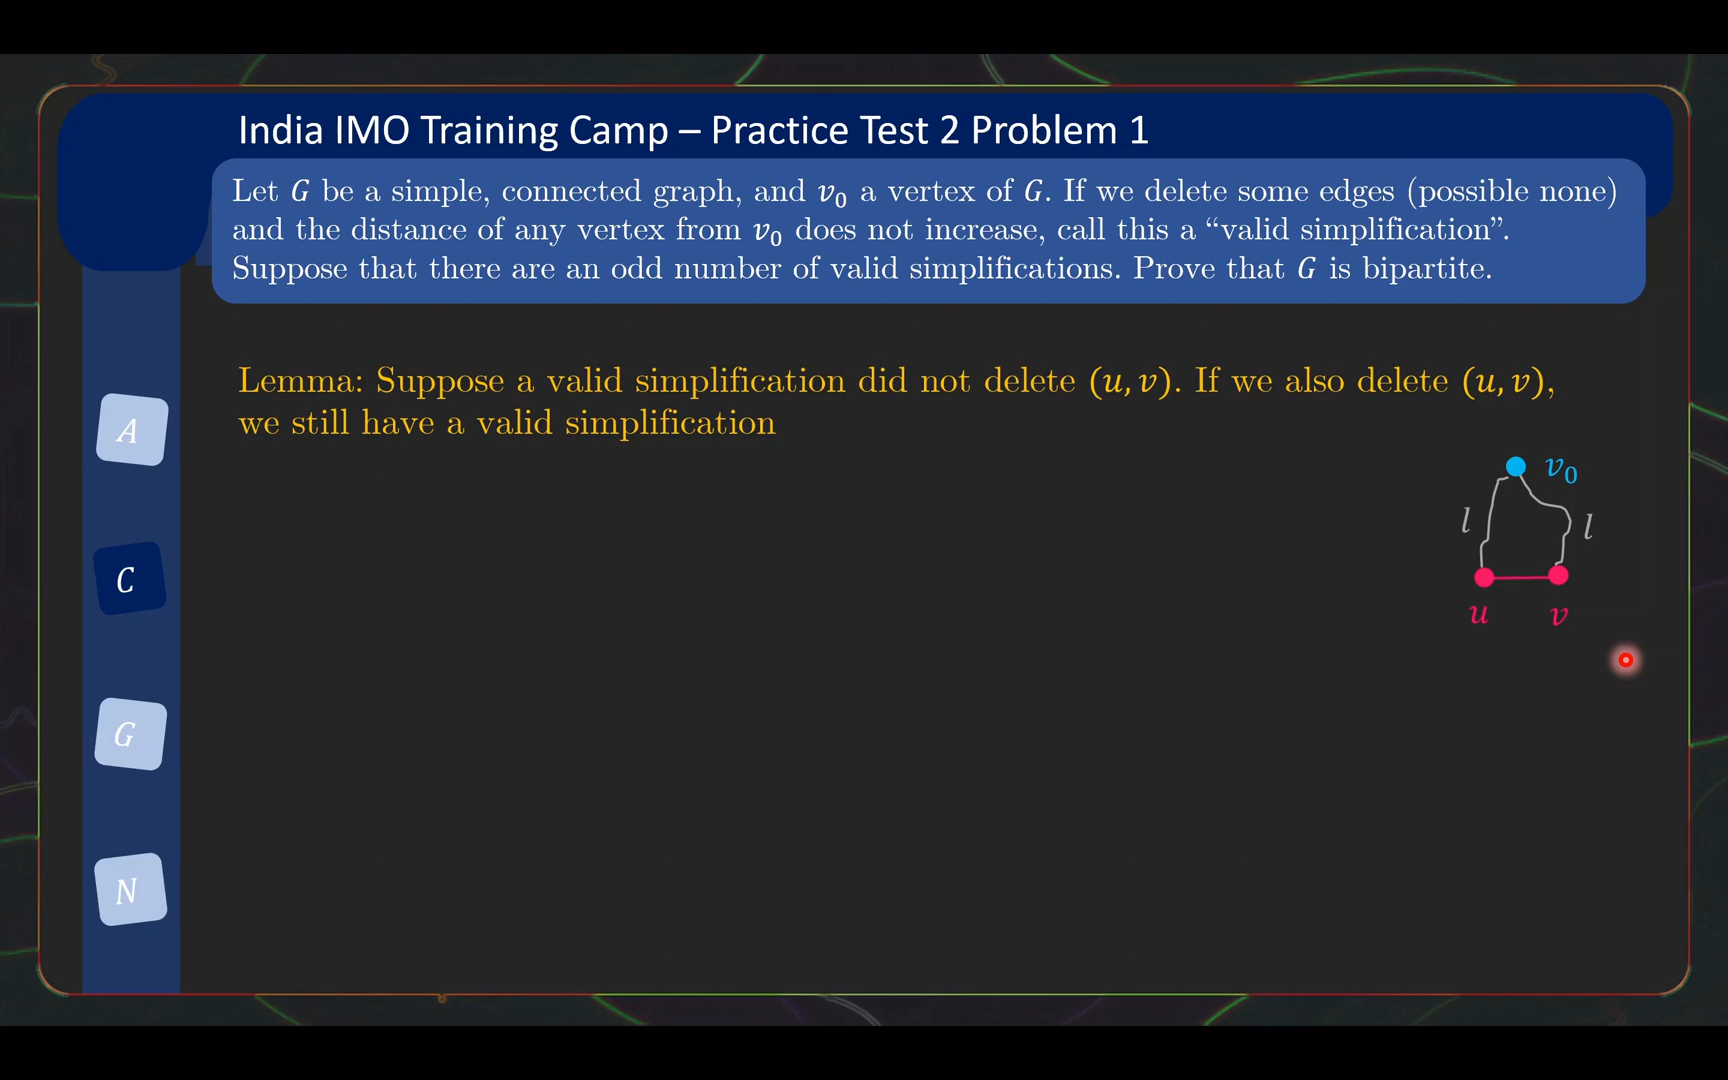 India IMO Training Camp – Practice Test 2 Problem 1
Let G be a simple, connected graph, and v₀ a vertex of G. If we delete some edges (possible none)
and the distance of any vertex from v₀ does not increase, call this a “valid simplification”.
Suppose that there are an odd number of valid simplifications. Prove that G is bipartite.
Lemma: Suppose a valid simplification did not delete (u, v). If we also delete (u, v),
we still have a valid simplification
A
C
G
N
v₀
l
l
u
v